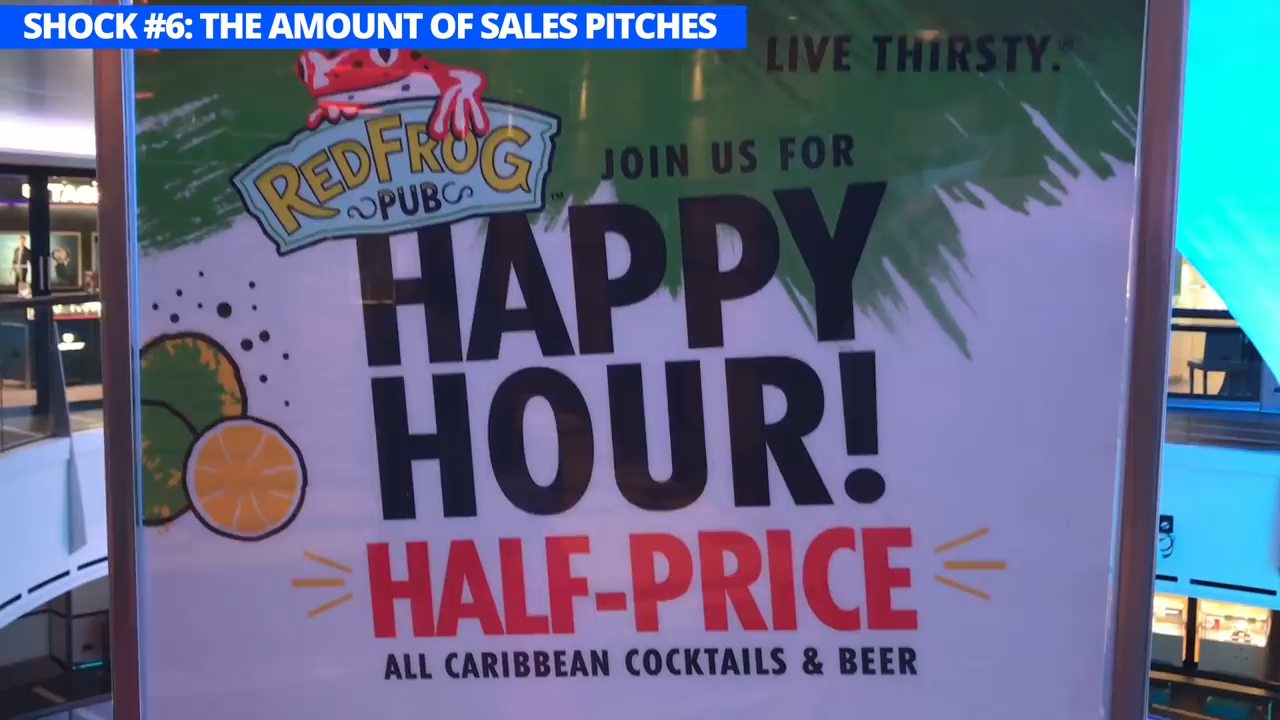 SHOCK #6: THE AMOUNT OF SALES PITCHES
LIVE THIRSTY.
REDFROG
PUB™
JOIN US FOR
HAPPY
HOUR!
HALF-PRICE
ALL CARIBBEAN COCKTAILS & BEER